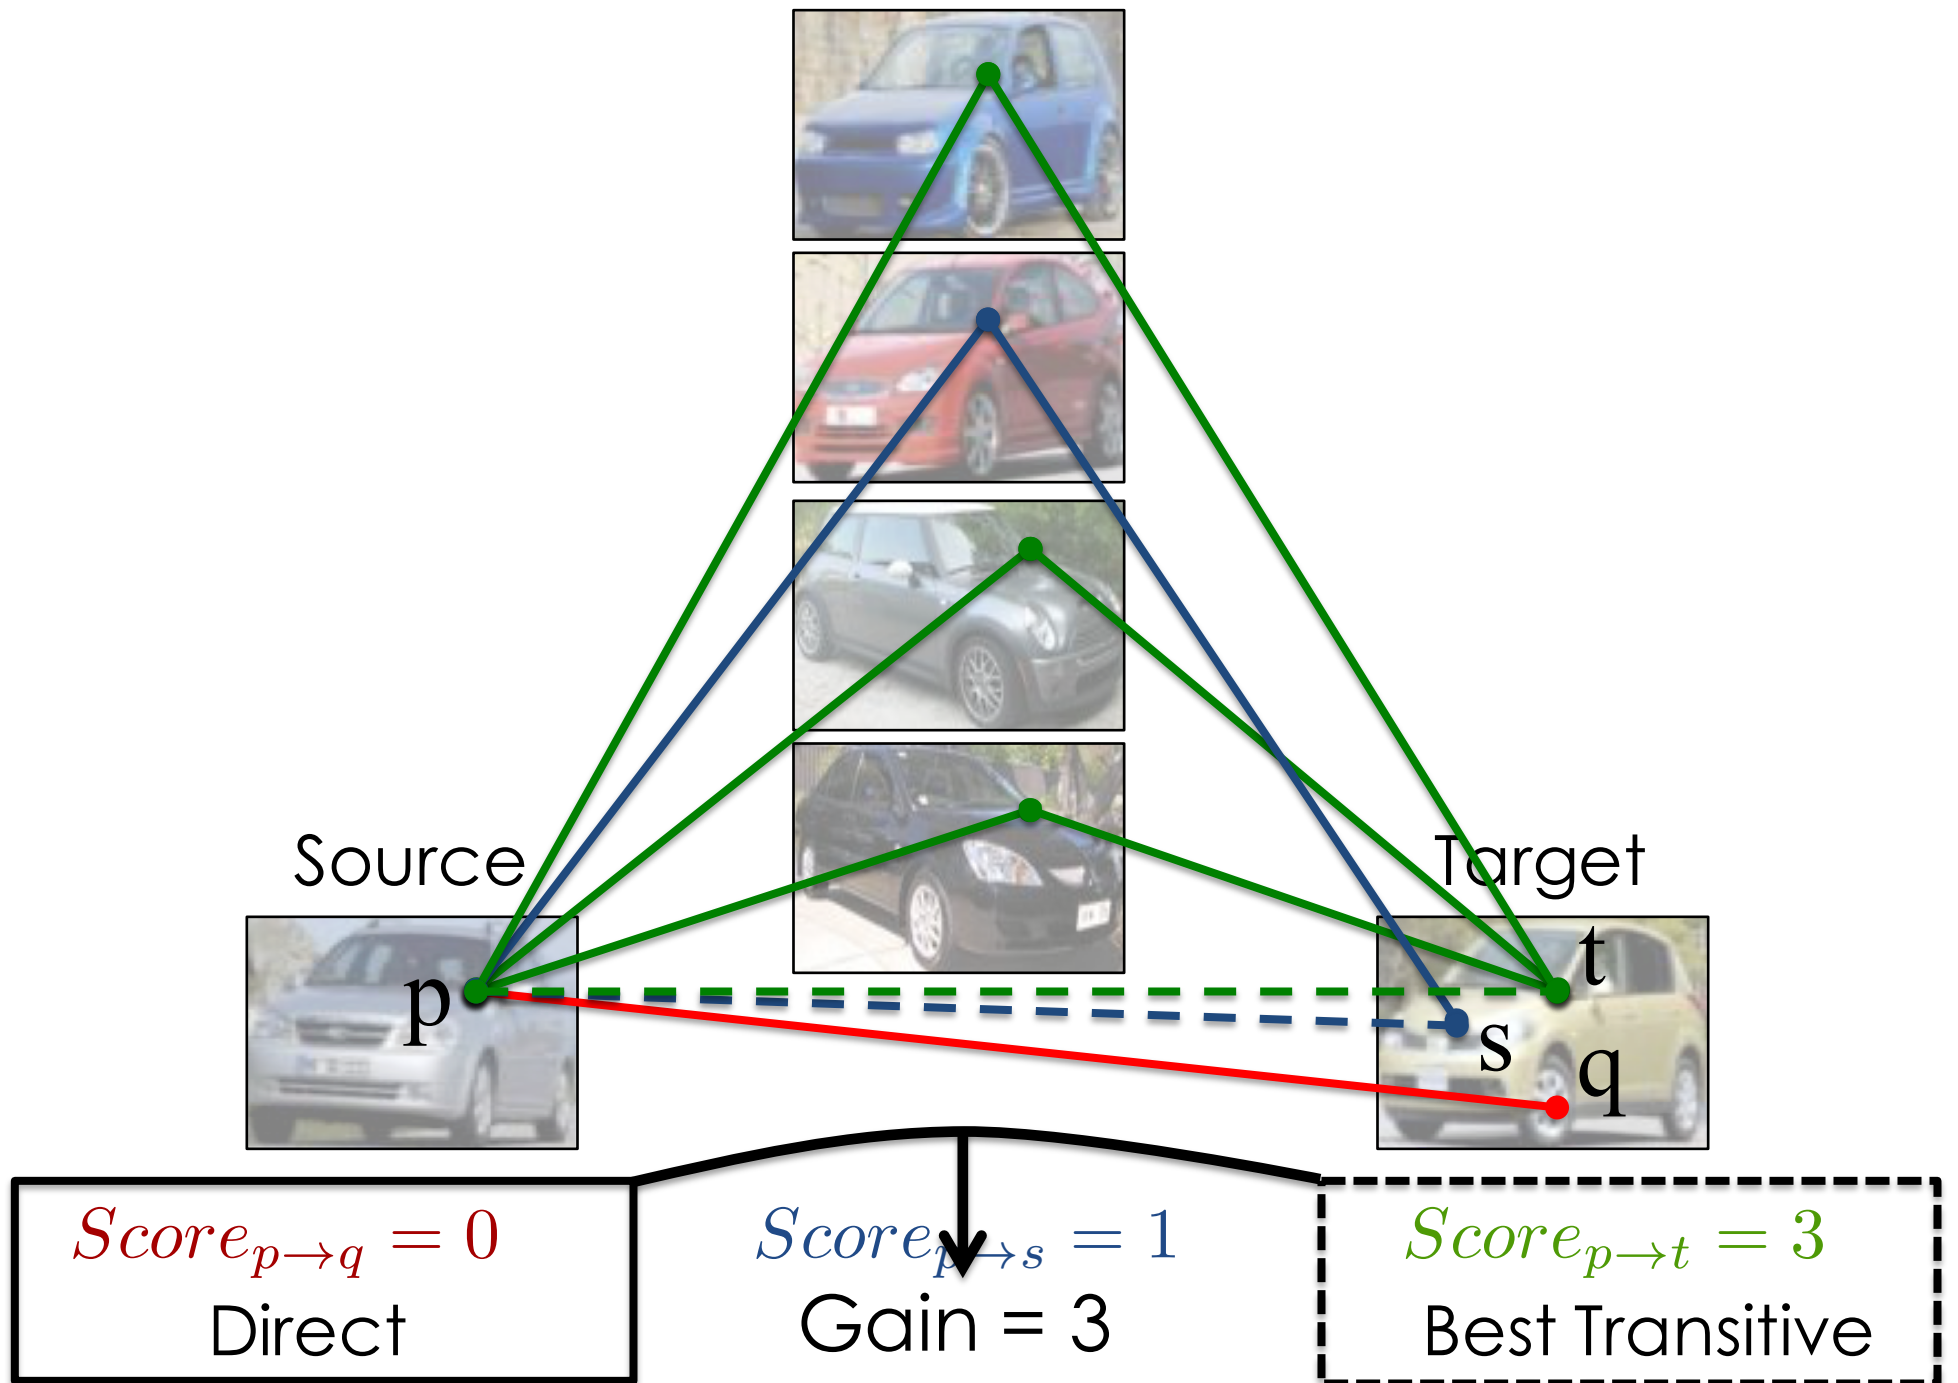 Source
Target
p
t
s
q
Score_{p→q} = 0
Score_{p→s} = 1
Score_{p→t} = 3
Direct
Gain = 3
Best Transitive